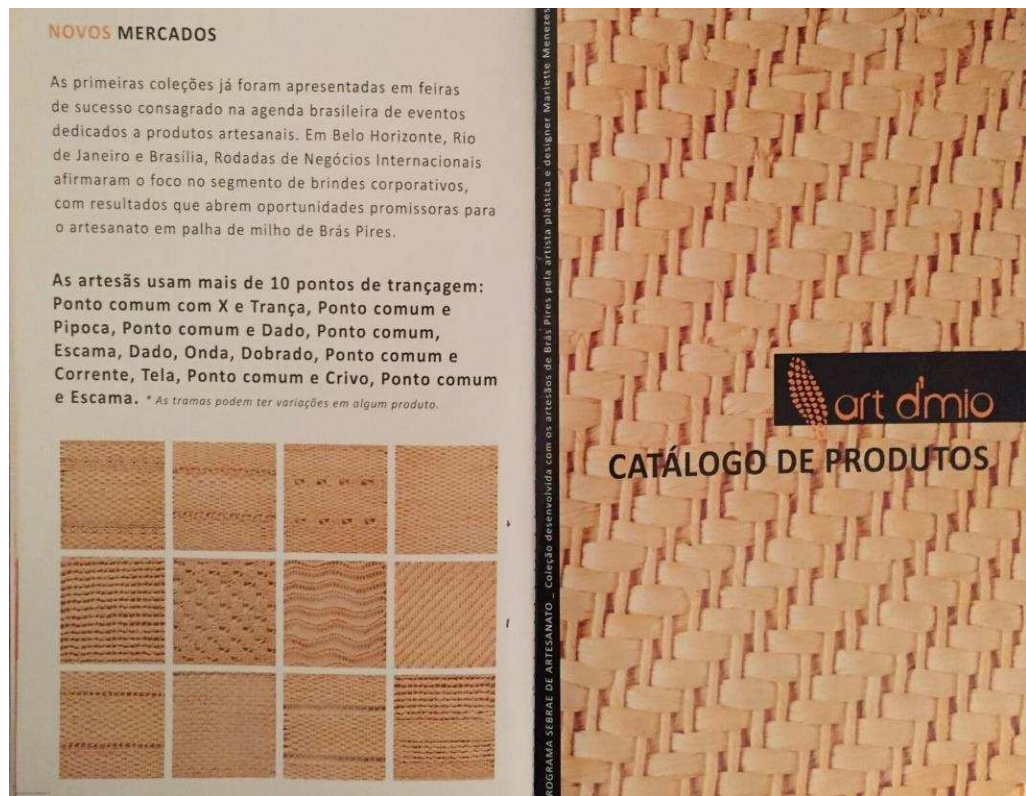 NOVOS MERCADOS
As primeiras coleções já foram apresentadas em feiras
de sucesso consagrado na agenda brasileira de eventos
dedicados a produtos artesanais. Em Belo Horizonte, Rio
de Janeiro e Brasília, Rodadas de Negócios Internacionais
afirmaram o foco no segmento de brindes corporativos,
com resultados que abrem oportunidades promissoras para
o artesanato em palha de milho de Brás Pires.
As artesãs usam mais de 10 pontos de trançagem:
Ponto comum com X e Trança, Ponto comum e
Pipoca, Ponto comum e Dado, Ponto comum,
Escama, Dado, Onda, Dobrado, Ponto comum e
Corrente, Tela, Ponto comum e Crivo, Ponto comum
e Escama. * As tramas podem ter variações em algum produto.
ROGRAMA SEBRAE DE ARTESANATO _ Coleção desenvolvida com os artesãos de Brás Pires pela artista plástica e designer Marlette Menezes
art d'mio
CATÁLOGO DE PRODUTOS